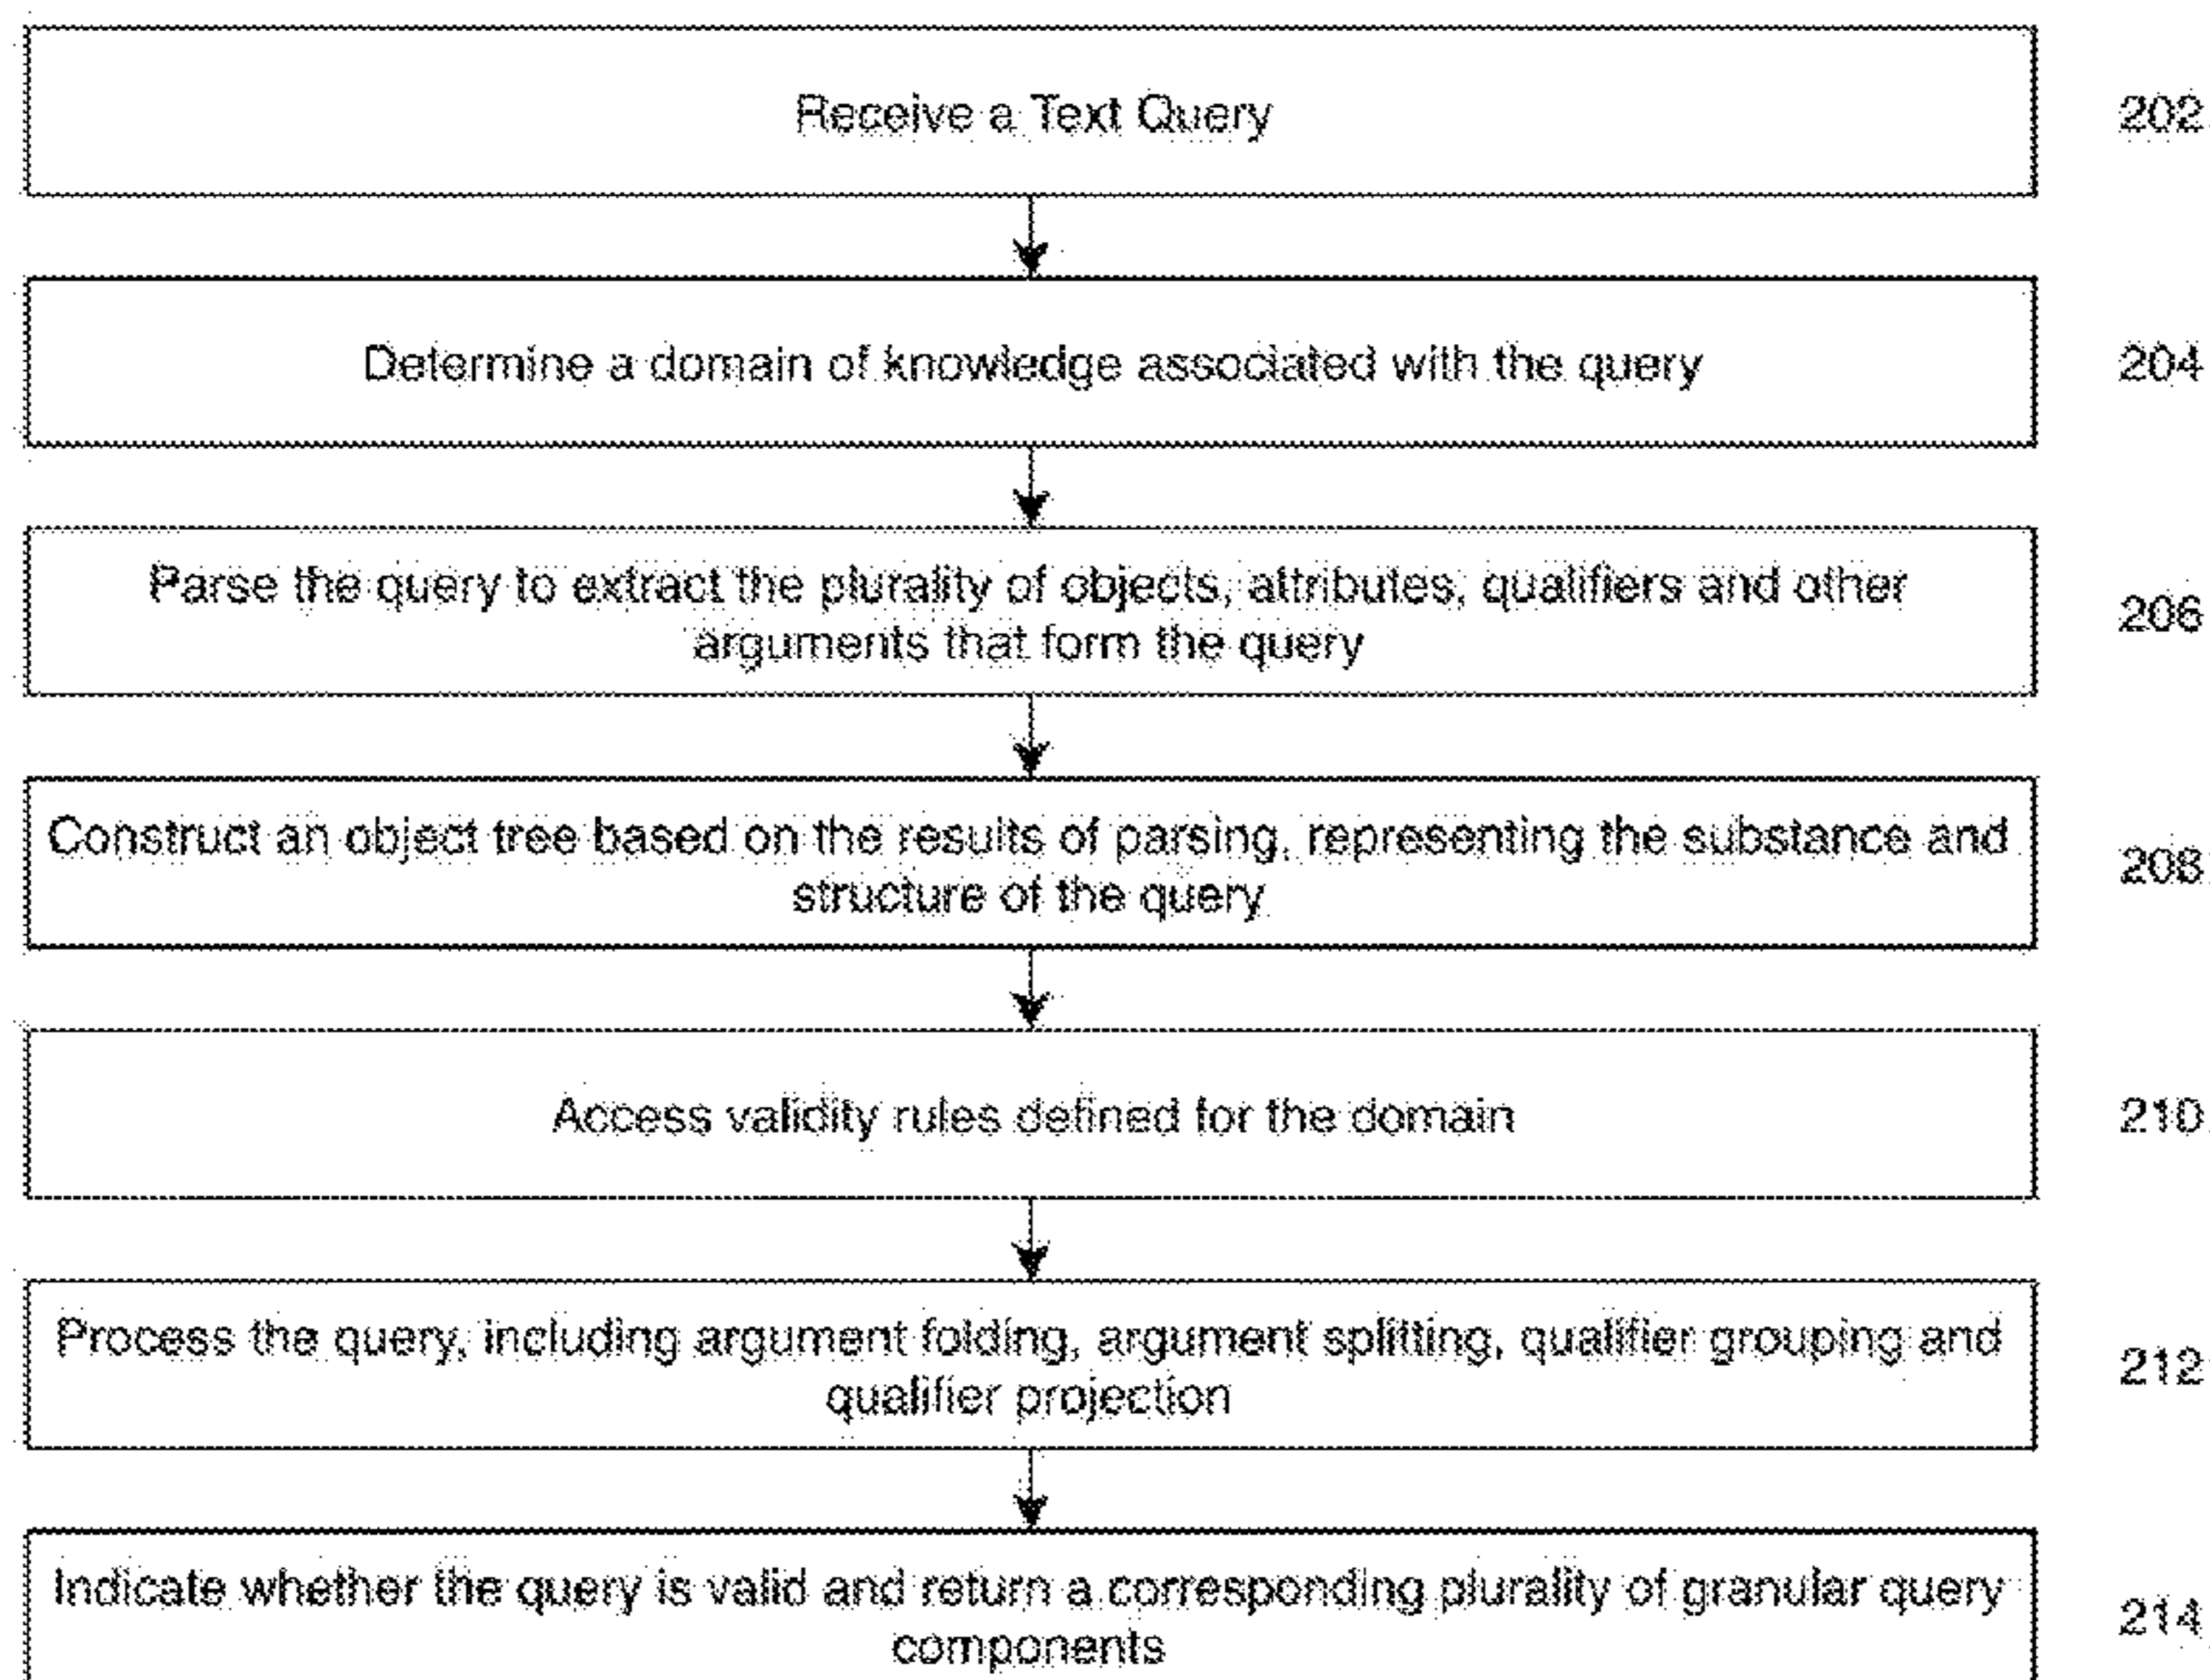 Receive a Text Query
202
Determine a domain of knowledge associated with the query
204
Parse the query to extract the plurality of objects, attributes, qualifiers and other
arguments that form the query
206
Construct an object tree based on the results of parsing, representing the substance and
structure of the query
208
Access validity rules defined for the domain
210
Process the query, including argument folding, argument splitting, qualifier grouping and
qualifier projection
212
Indicate whether the query is valid and return a corresponding plurality of granular query
components
214